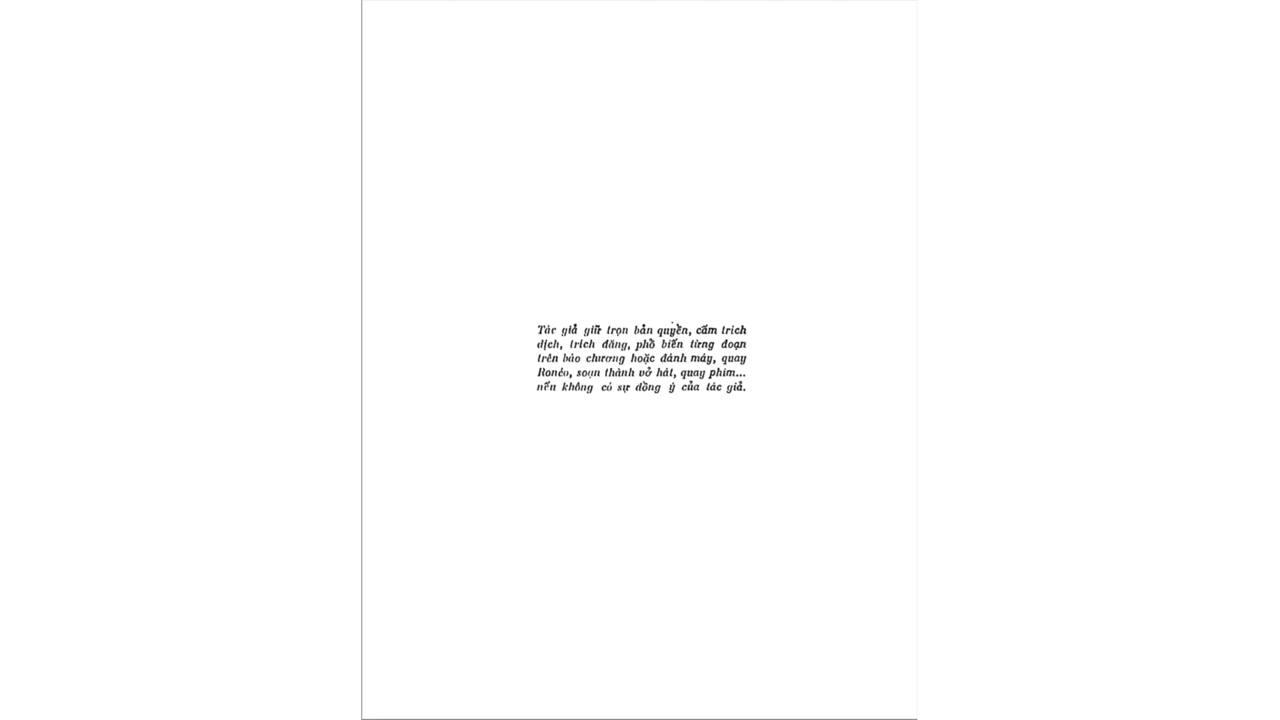 Tác giả giữ trọn bản quyền, cấm trích
dịch, trích đăng, phổ biến từng đoạn
trên báo chương hoặc đánh máy, quay
Ronéo, soạn thành vở hát, quay phim...
nếu không có sự đồng ý của tác giả.